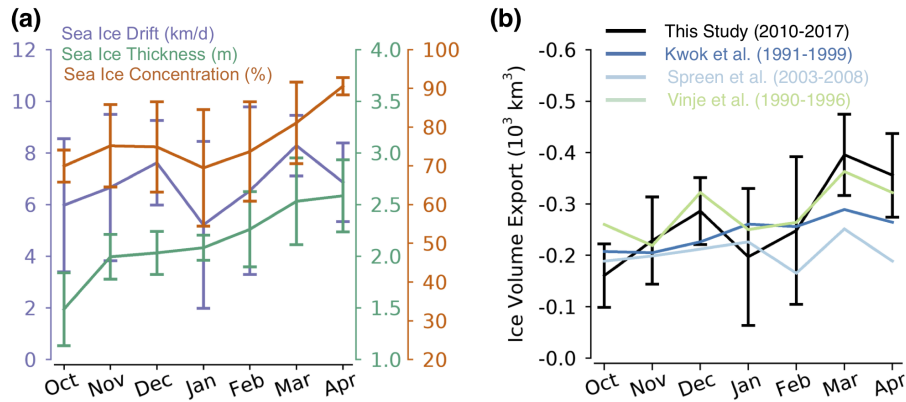 (a)
Sea Ice Drift (km/d)
Sea Ice Thickness (m)
Sea Ice Concentration (%)
12
10
8
6
4
2
0
4.0
3.5
3.0
2.5
2.0
1.5
1.0
100
90
80
70
60
50
40
30
20
Oct Nov Dec Jan Feb Mar Apr
(b)
This Study (2010-2017)
Kwok et al. (1991-1999)
Spreen et al. (2003-2008)
Vinje et al. (1990-1996)
Ice Volume Export (10³ km³)
-0.6
-0.5
-0.4
-0.3
-0.2
-0.1
-0.0
Oct Nov Dec Jan Feb Mar Apr